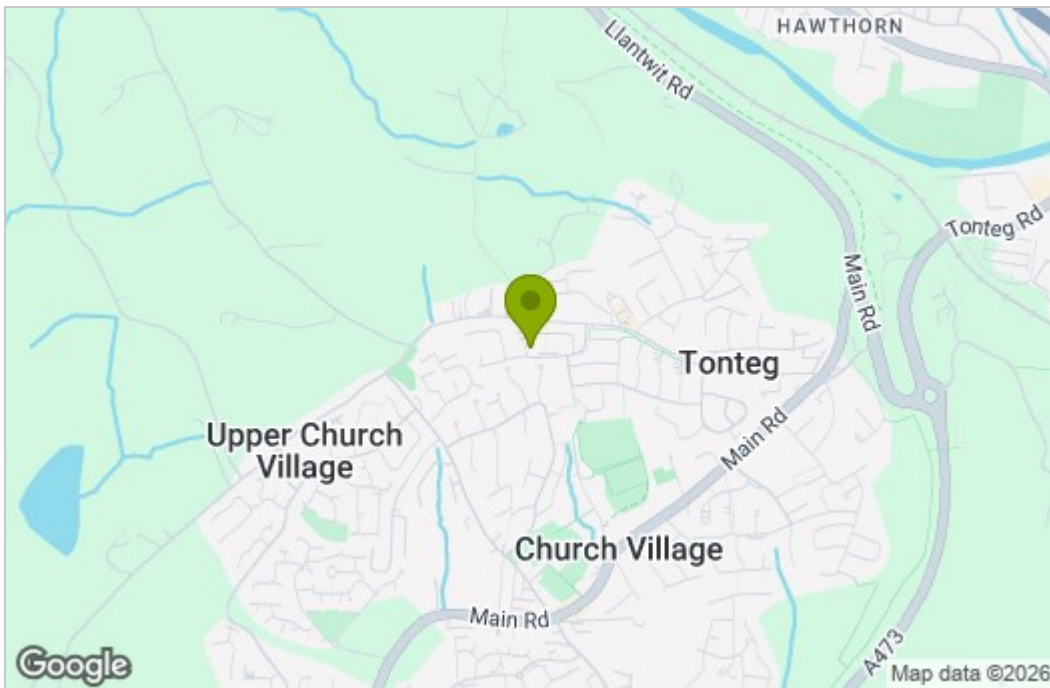 HAWTHORN
Llantwit Rd
Tonteg Rd
Main Rd
Tonteg
Upper Church
Village
Main Rd
Church Village
Main Rd
A473
Google
Map data ©2026